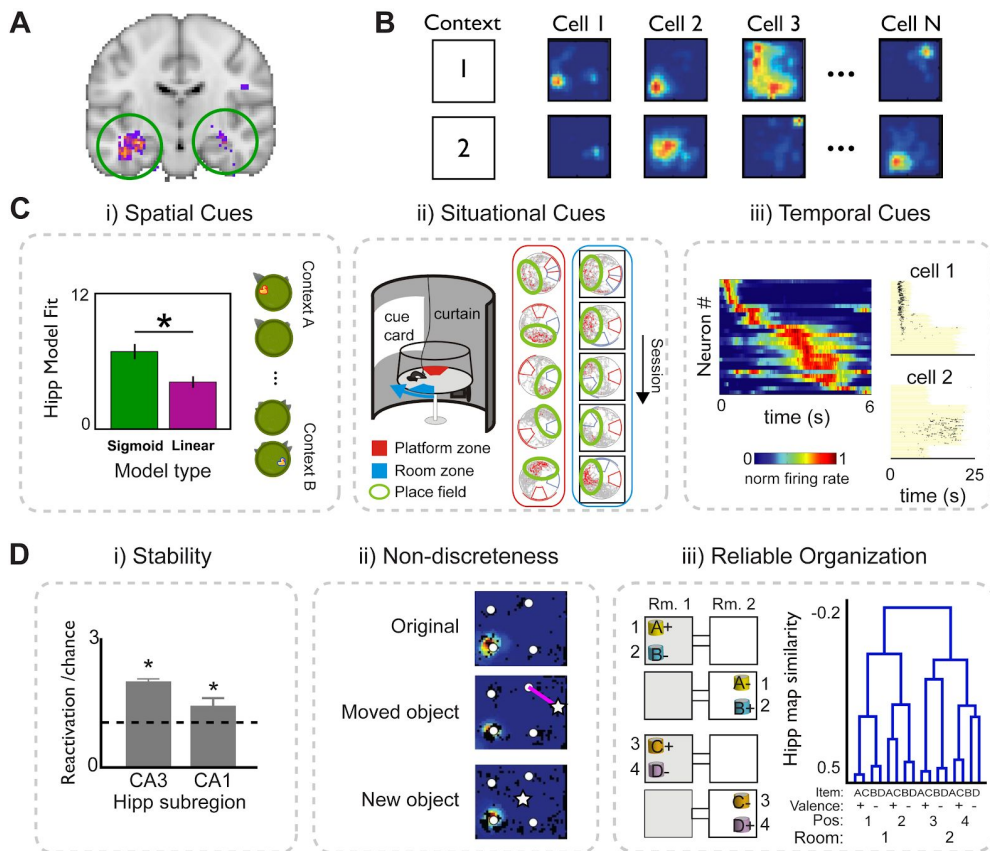 A
B
Context
Cell 1
Cell 2
Cell 3
Cell N
1
...
2
...
C
i) Spatial Cues
Hipp Model Fit
12
0
*
Sigmoid
Linear
Model type
Context A
...
Context B
ii) Situational Cues
cue
card
curtain
Platform zone
Room zone
Place field
Session
iii) Temporal Cues
Neuron #
0
6
time (s)
0
1
norm firing rate
cell 1
cell 2
0
25
time (s)
D
i) Stability
Reactivation /chance
3
0
*
*
CA3
CA1
Hipp subregion
ii) Non-discreteness
Original
Moved object
New object
iii) Reliable Organization
Rm. 1
Rm. 2
1
A+
2
B-
A-
1
B+
2
3
C+
4
D-
C-
3
D+
4
Hipp map similarity
-0.2
0.5
Item: ACBDACBDACBDACBD
Valence: + - + - + - + -
Pos: 1 2 3 4
Room: 1 2